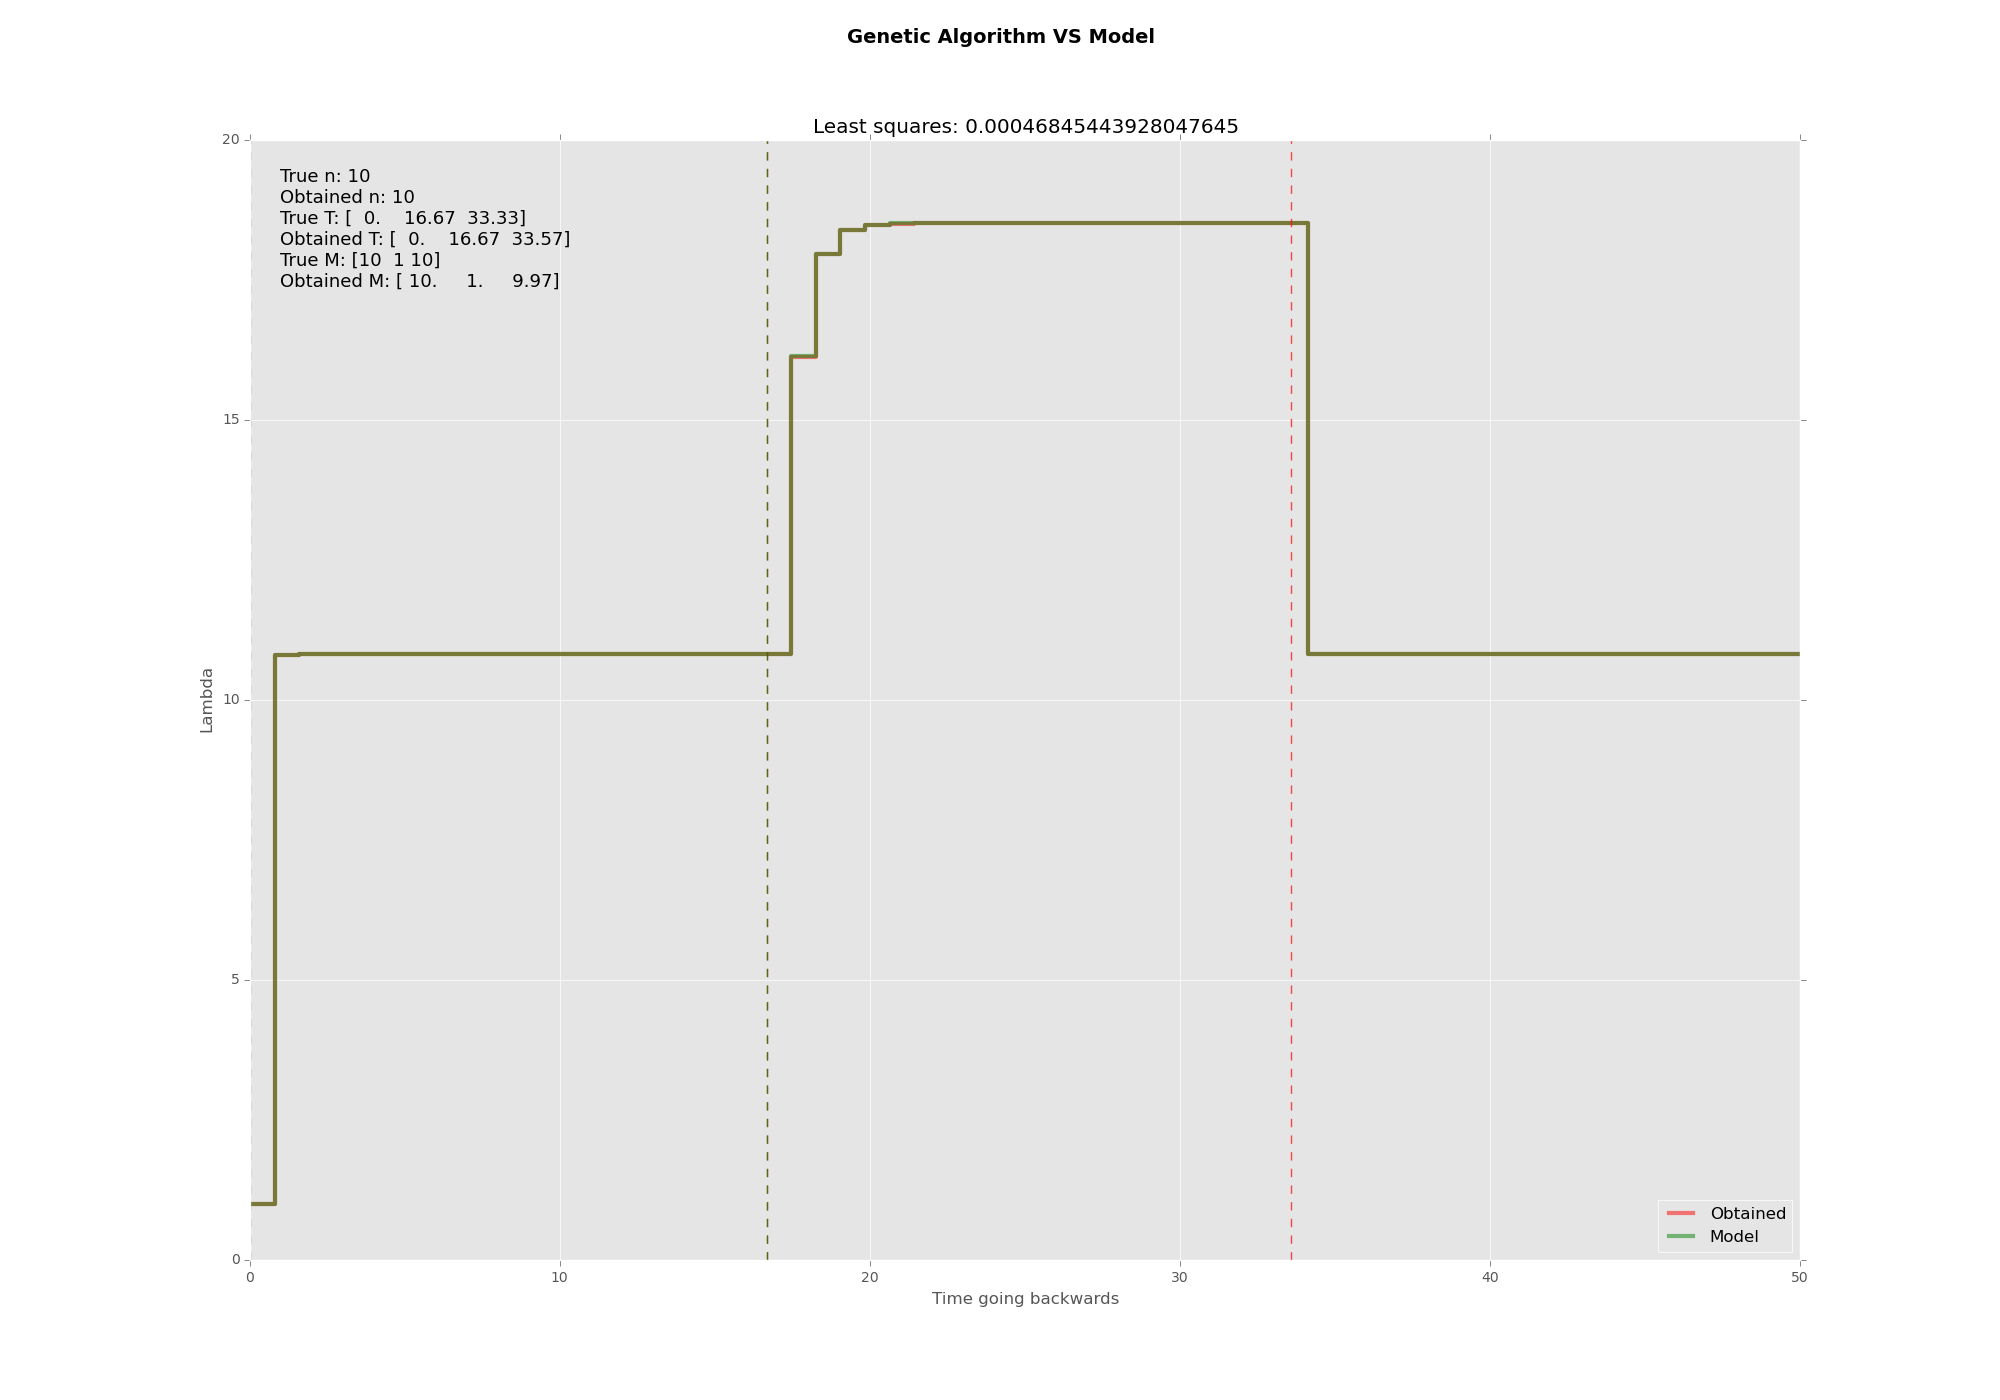 Genetic Algorithm VS Model
Least squares: 0.00046845443928047645
True n: 10
Obtained n: 10
True T: [  0.    16.67  33.33]
Obtained T: [  0.    16.67  33.57]
True M: [10  1 10]
Obtained M: [ 10.     1.     9.97]
20
15
10
5
0
Lambda
0 10 20 30 40 50
Time going backwards
Obtained
Model